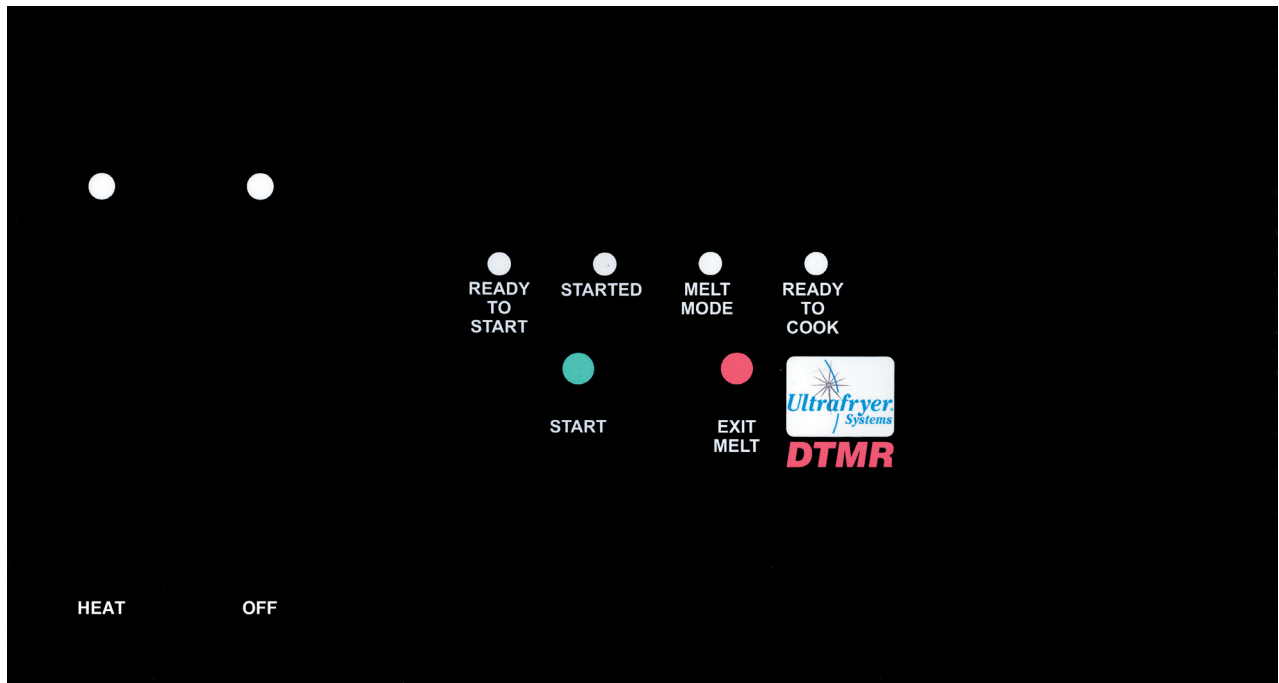 READY
TO
START
STARTED
MELT
MODE
READY
TO
COOK
START
EXIT
MELT
Ultrafryer
Systems
DTMR
HEAT
OFF